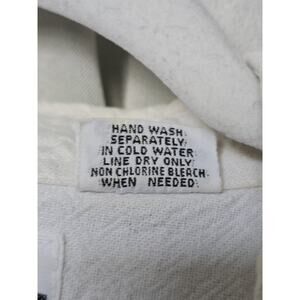 HAND WASH
SEPARATELY
IN COLD WATER
LINE DRY ONLY
NON CHLORINE BLEACH
WHEN NEEDED